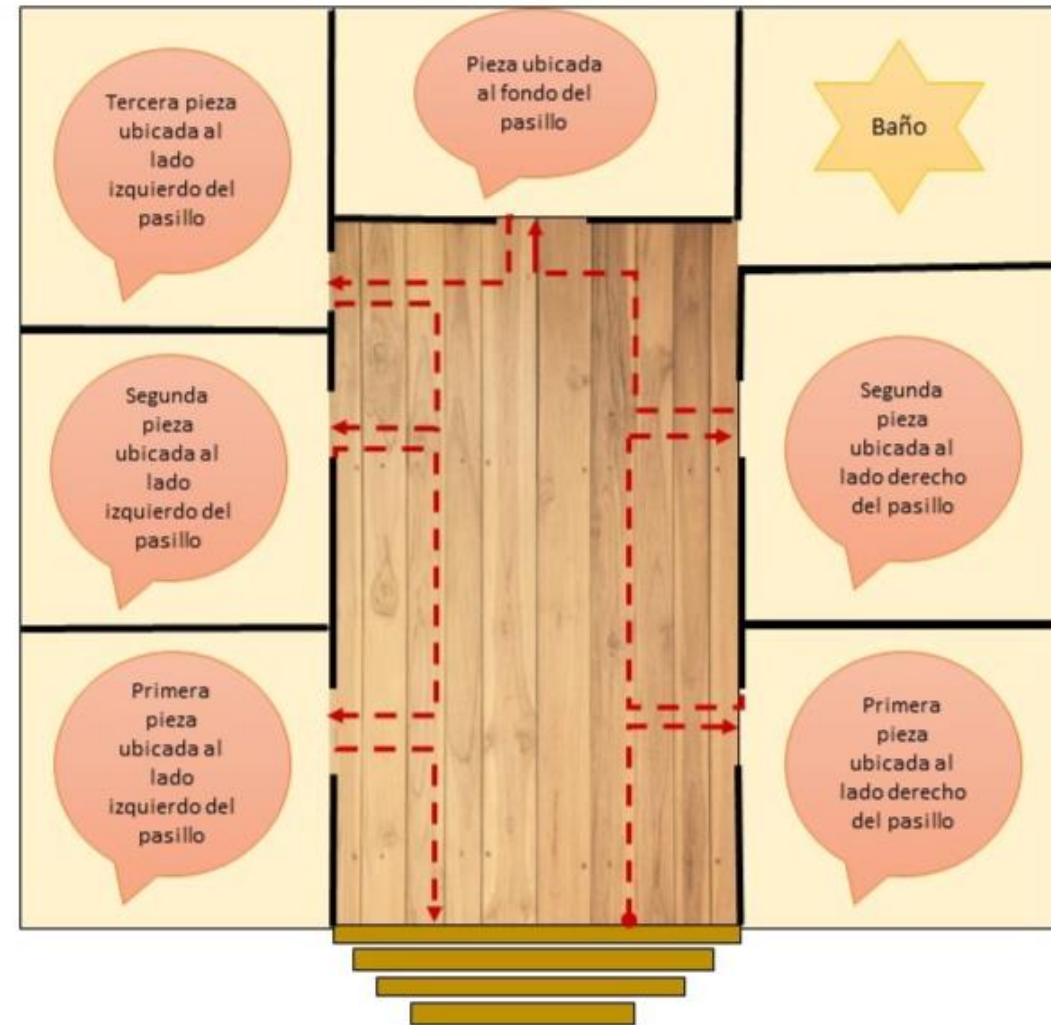 Tercera pieza
ubicada al
lado
izquierdo del
pasillo
Pieza ubicada
al fondo del
pasillo
Baño
Segunda
pieza
ubicada al
lado
izquierdo del
pasillo
Segunda
pieza
ubicada al
lado derecho
del pasillo
Primera
pieza
ubicada al
lado
izquierdo del
pasillo
Primera
pieza
ubicada al
lado derecho
del pasillo